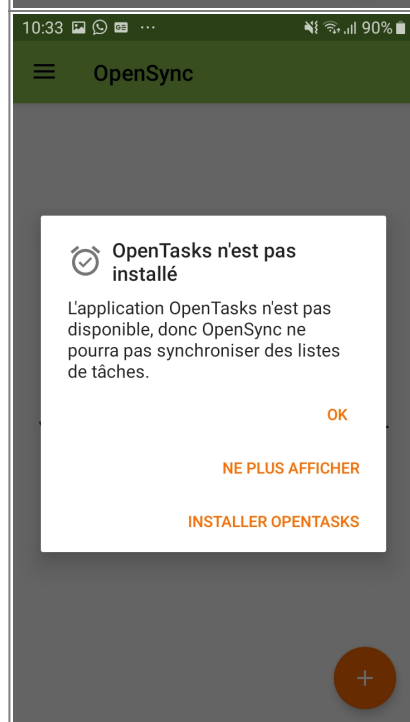 10:33 ... 90%
OpenSync
OpenTasks n'est pas
installé
L'application OpenTasks n'est pas
disponible, donc OpenSync ne
pourra pas synchroniser des listes
de tâches.
OK
NE PLUS AFFICHER
INSTALLER OPENTASKS
+